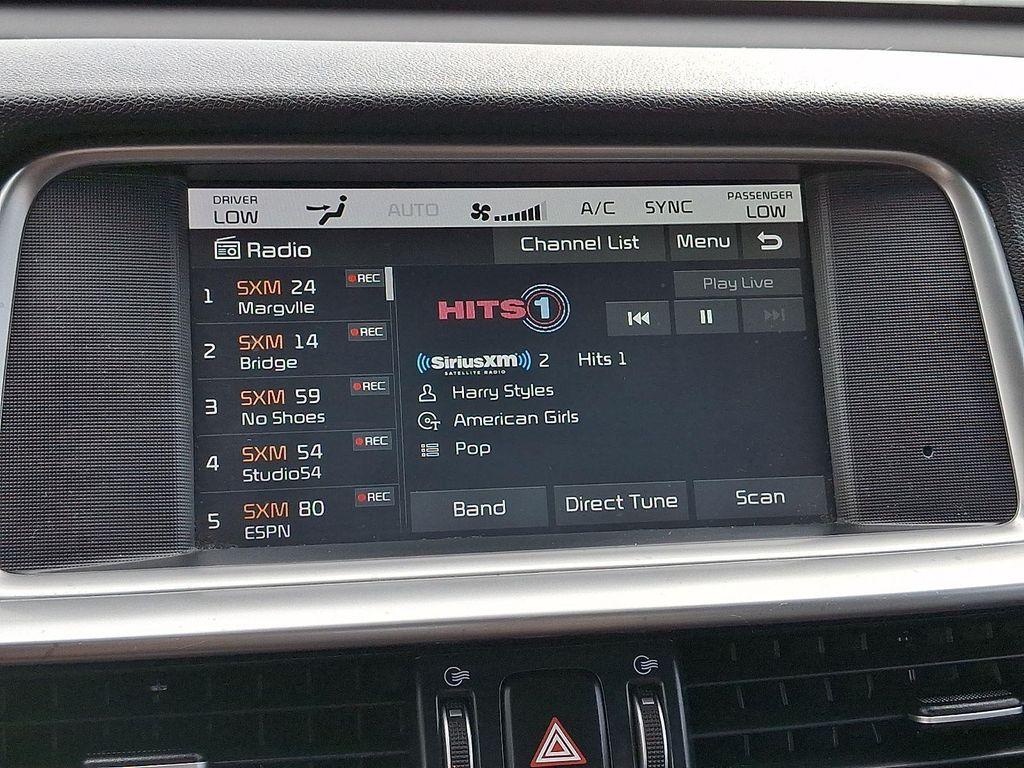 DRIVER
LOW
AUTO
A/C
SYNC
PASSENGER
LOW
Radio
Channel List
Menu
1
SXM 24
REC
Margvlle
2
SXM 14
REC
Bridge
3
SXM 59
REC
No Shoes
4
SXM 54
REC
Studio54
5
SXM 80
REC
ESPN
HITS 1
Play Live
SiriusXM 2 Hits 1
SATELLITE RADIO
Harry Styles
American Girls
Pop
Band
Direct Tune
Scan